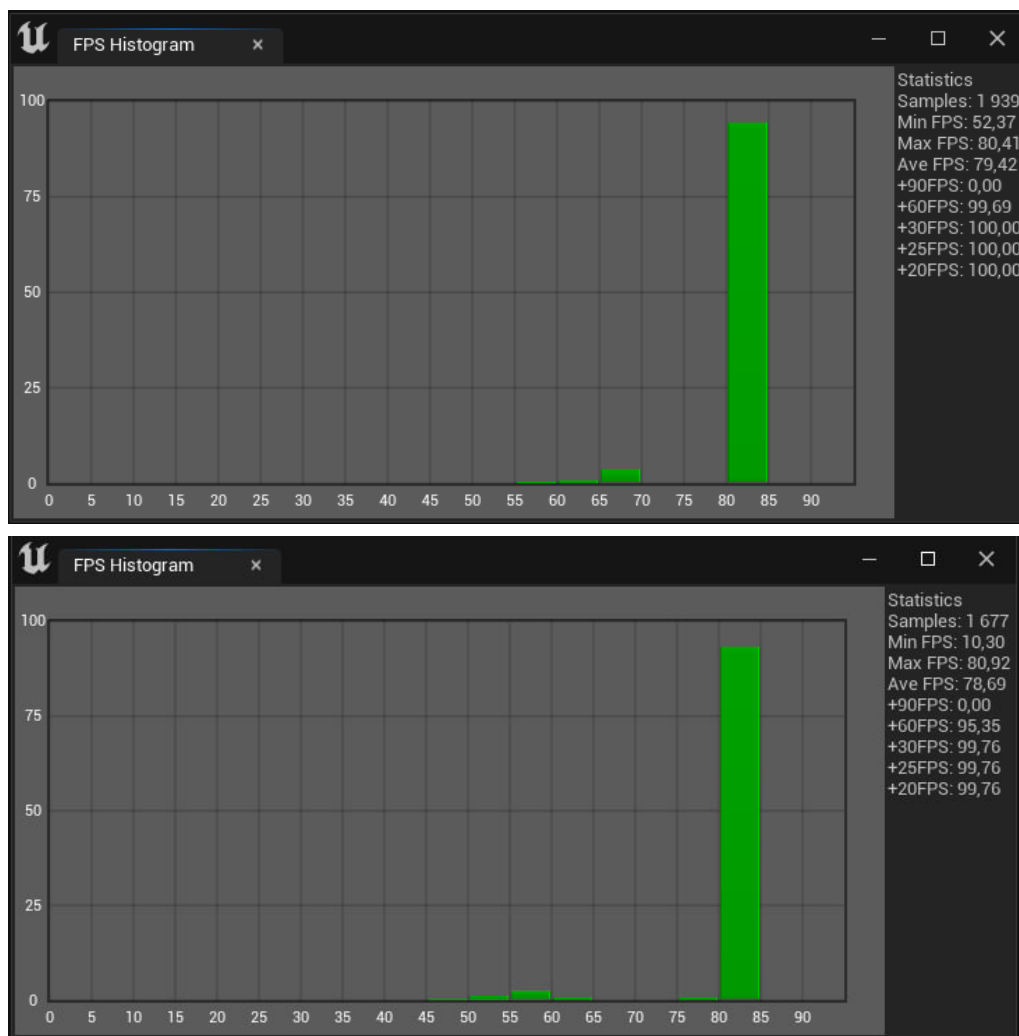 FPS Histogram
Statistics
Samples: 1 939
Min FPS: 52,37
Max FPS: 80,41
Ave FPS: 79,42
+90FPS: 0,00
+60FPS: 99,69
+30FPS: 100,00
+25FPS: 100,00
+20FPS: 100,00
100
75
50
25
0
0 5 10 15 20 25 30 35 40 45 50 55 60 65 70 75 80 85 90
FPS Histogram
Statistics
Samples: 1 677
Min FPS: 10,30
Max FPS: 80,92
Ave FPS: 78,69
+90FPS: 0,00
+60FPS: 95,35
+30FPS: 99,76
+25FPS: 99,76
+20FPS: 99,76
100
75
50
25
0
0 5 10 15 20 25 30 35 40 45 50 55 60 65 70 75 80 85 90